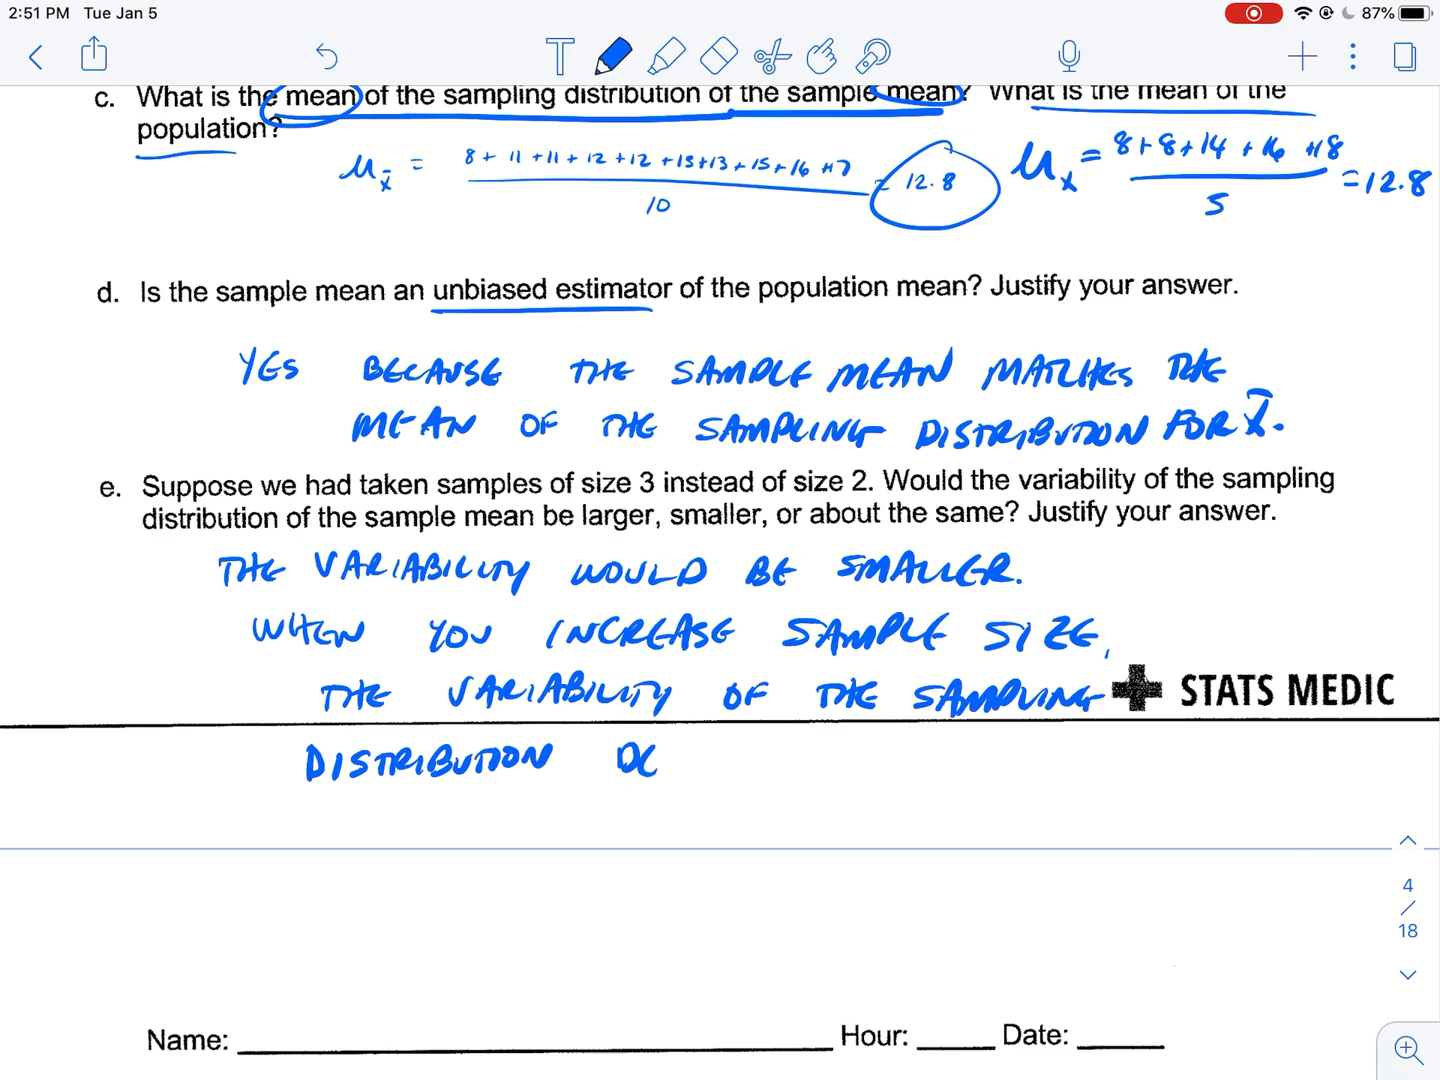 2:51 PM Tue Jan 5
87%
c. What is the mean of the sampling distribution of the sample mean? What is the mean of the
population?
μx̄ = 8 + 11 + 11 + 12 + 12 + 13 + 13 + 15 + 16 + 17 / 10 = 12.8
μx = 8 + 8 + 14 + 16 + 18 / 5 = 12.8
d. Is the sample mean an unbiased estimator of the population mean? Justify your answer.
YES BECAUSE THE SAMPLE MEAN MATCHES THE
MEAN OF THE SAMPLING DISTRIBUTION FOR x̄.
e. Suppose we had taken samples of size 3 instead of size 2. Would the variability of the sampling
distribution of the sample mean be larger, smaller, or about the same? Justify your answer.
THE VARIABILITY WOULD BE SMALLER.
WHEN YOU INCREASE SAMPLE SIZE,
THE VARIABILITY OF THE SAMPLING
STATS MEDIC
DISTRIBUTION DC
4
/
18
Name: Hour: Date: